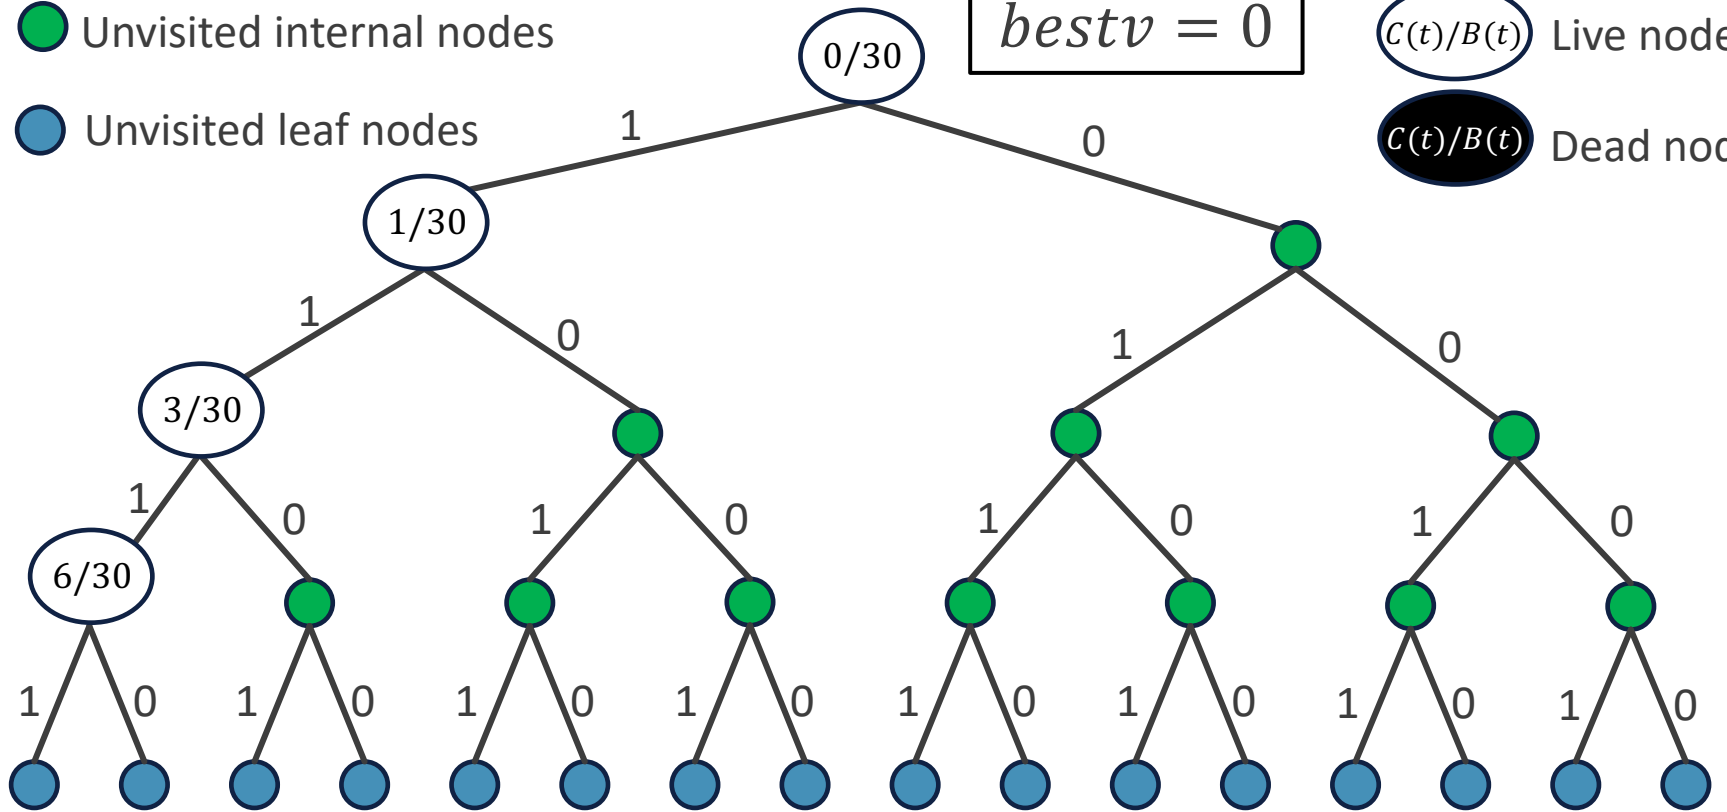 Unvisited internal nodes
Unvisited leaf nodes
bestv = 0
C(t)/B(t) Live node
C(t)/B(t) Dead nod
0/30
1 0
1/30
1 0 1 0
3/30
1 0 1 0 1 0 1 0
6/30
1 0 1 0 1 0 1 0 1 0 1 0 1 0 1 0